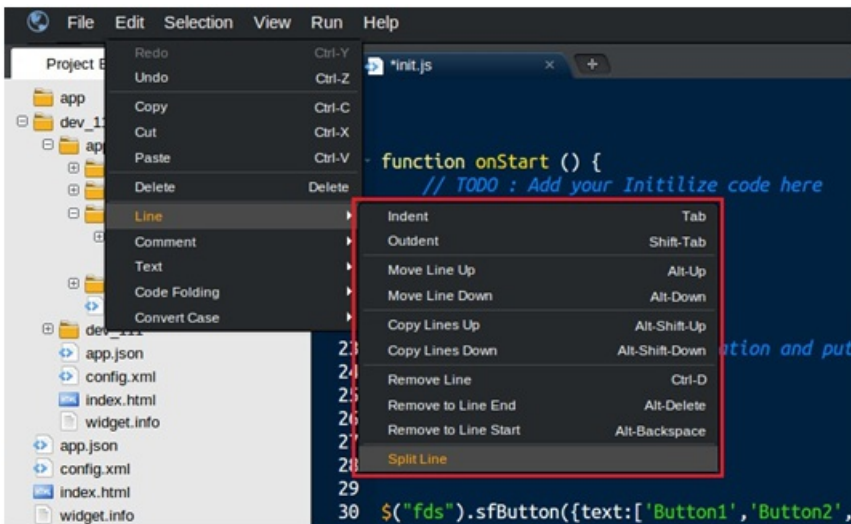 File Edit Selection View Run Help
Project E
*init.js × +
Redo Ctrl-Y
Undo Ctrl-Z
Copy Ctrl-C
Cut Ctrl-X
Paste Ctrl-V
Delete Delete
Line
Comment
Text
Code Folding
Convert Case
app
dev_11
app
dev_111
app.json
config.xml
index.html
widget.info
app.json
config.xml
index.html
widget.info
function onStart () {
// TODO : Add your Initilize code here
Indent Tab
Outdent Shift-Tab
Move Line Up Alt-Up
Move Line Down Alt-Down
Copy Lines Up Alt-Shift-Up
Copy Lines Down Alt-Shift-Down
Remove Line Ctrl-D
Remove to Line End Alt-Delete
Remove to Line Start Alt-Backspace
Split Line
23 ation and put
24
25
26
27
28
29
30 $("fds").sfButton({text:['Button1','Button2',